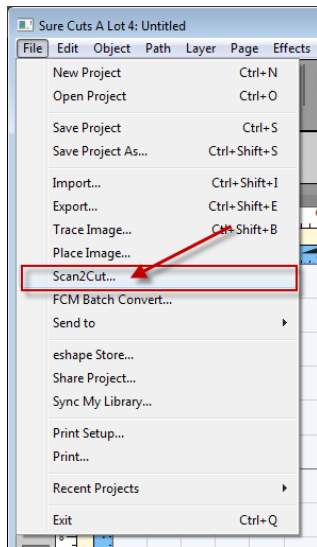 Sure Cuts A Lot 4: Untitled
File Edit Object Path Layer Page Effects
New Project Ctrl+N
Open Project Ctrl+O
Save Project Ctrl+S
Save Project As... Ctrl+Shift+S
Import... Ctrl+Shift+I
Export... Ctrl+Shift+E
Trace Image... Ctrl+Shift+B
Place Image...
Scan2Cut...
FCM Batch Convert...
Send to
eshape Store...
Share Project...
Sync My Library...
Print Setup...
Print...
Recent Projects
Exit Ctrl+Q